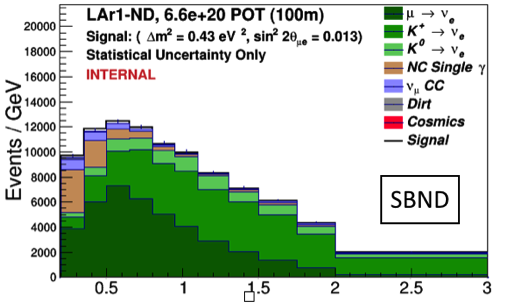 LAr1-ND, 6.6e+20 POT (100m)
Signal: ( Δm² = 0.43 eV ², sin² 2θμe = 0.013)
Statistical Uncertainty Only
INTERNAL
μ → νe
K⁺ → νe
K⁰ → νe
NC Single γ
νμ CC
Dirt
Cosmics
Signal
SBND
Events / GeV
20000
18000
16000
14000
12000
10000
8000
6000
4000
2000
0
0.5
1
1.5
2
2.5
3